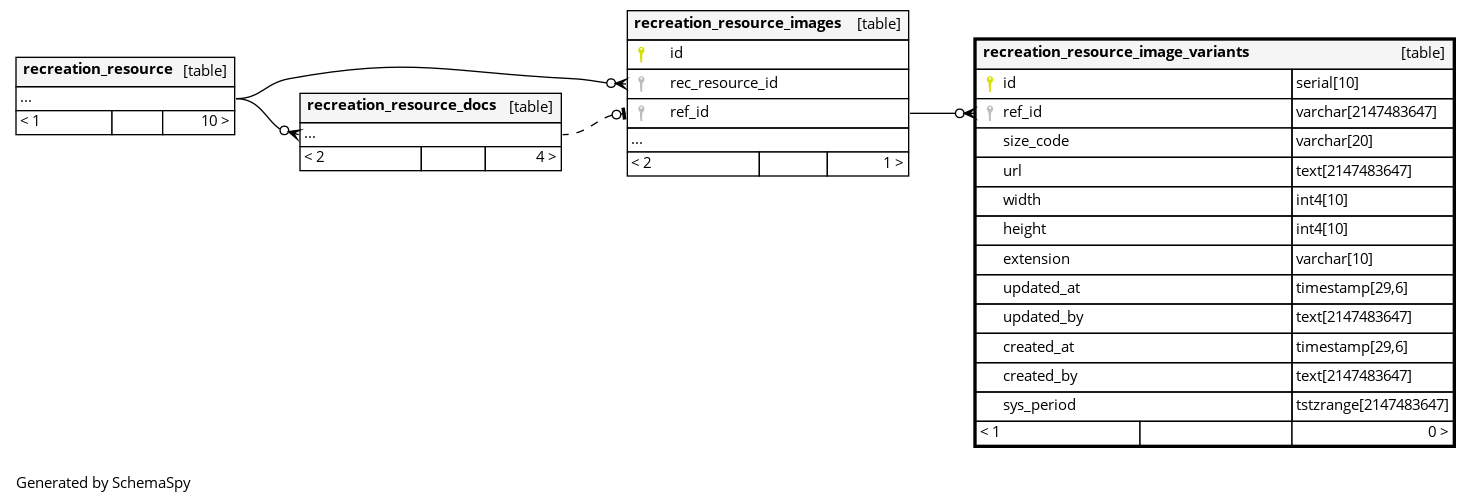 recreation_resource [table]
...
< 1 10 >
recreation_resource_docs [table]
...
< 2 4 >
recreation_resource_images [table]
id
rec_resource_id
ref_id
...
< 2 1 >
recreation_resource_image_variants [table]
id serial[10]
ref_id varchar[2147483647]
size_code varchar[20]
url text[2147483647]
width int4[10]
height int4[10]
extension varchar[10]
updated_at timestamp[29,6]
updated_by text[2147483647]
created_at timestamp[29,6]
created_by text[2147483647]
sys_period tstzrange[2147483647]
< 1 0 >
Generated by SchemaSpy